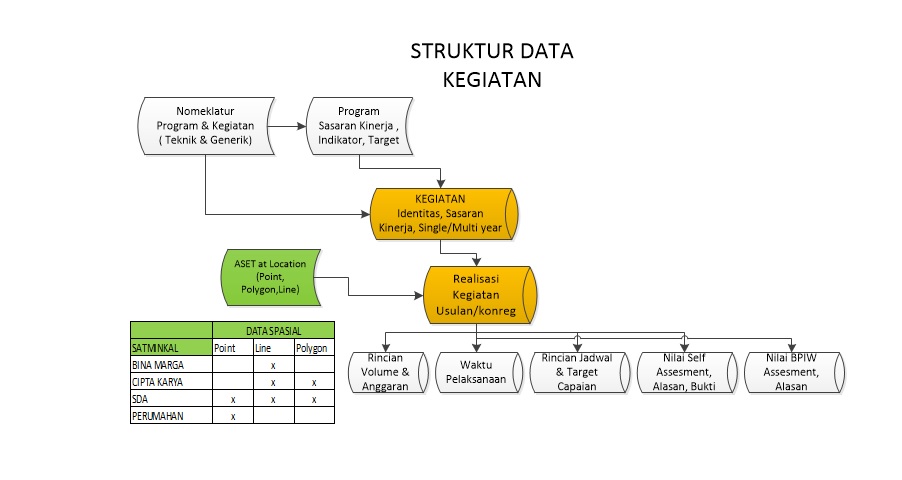 STRUKTUR DATA
KEGIATAN
Nomeklatur
Program & Kegiatan
( Teknik & Generik)
Program
Sasaran Kinerja ,
Indikator, Target
KEGIATAN
Identitas, Sasaran
Kinerja, Single/Multi year
ASET at Location
(Point,
Polygon,Line)
Realisasi
Kegiatan
Usulan/konreg
DATA SPASIAL
SATMINKAL Point Line Polygon
BINA MARGA x
CIPTA KARYA x x
SDA x x x
PERUMAHAN x
Rincian
Volume &
Anggaran
Waktu
Pelaksanaan
Rincian Jadwal
& Target
Capaian
Nilai Self
Assesment,
Alasan, Bukti
Nilai BPIW
Assesment,
Alasan